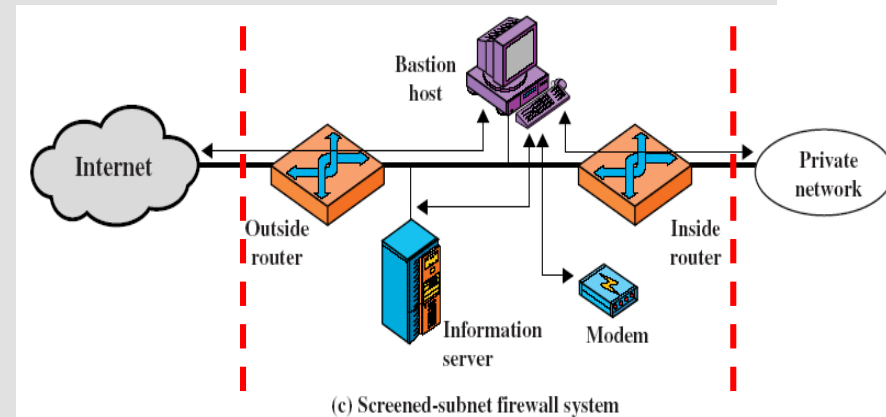 Bastion
host
Internet
Private
network
Outside
router
Inside
router
Information
server
Modem
(c) Screened-subnet firewall system